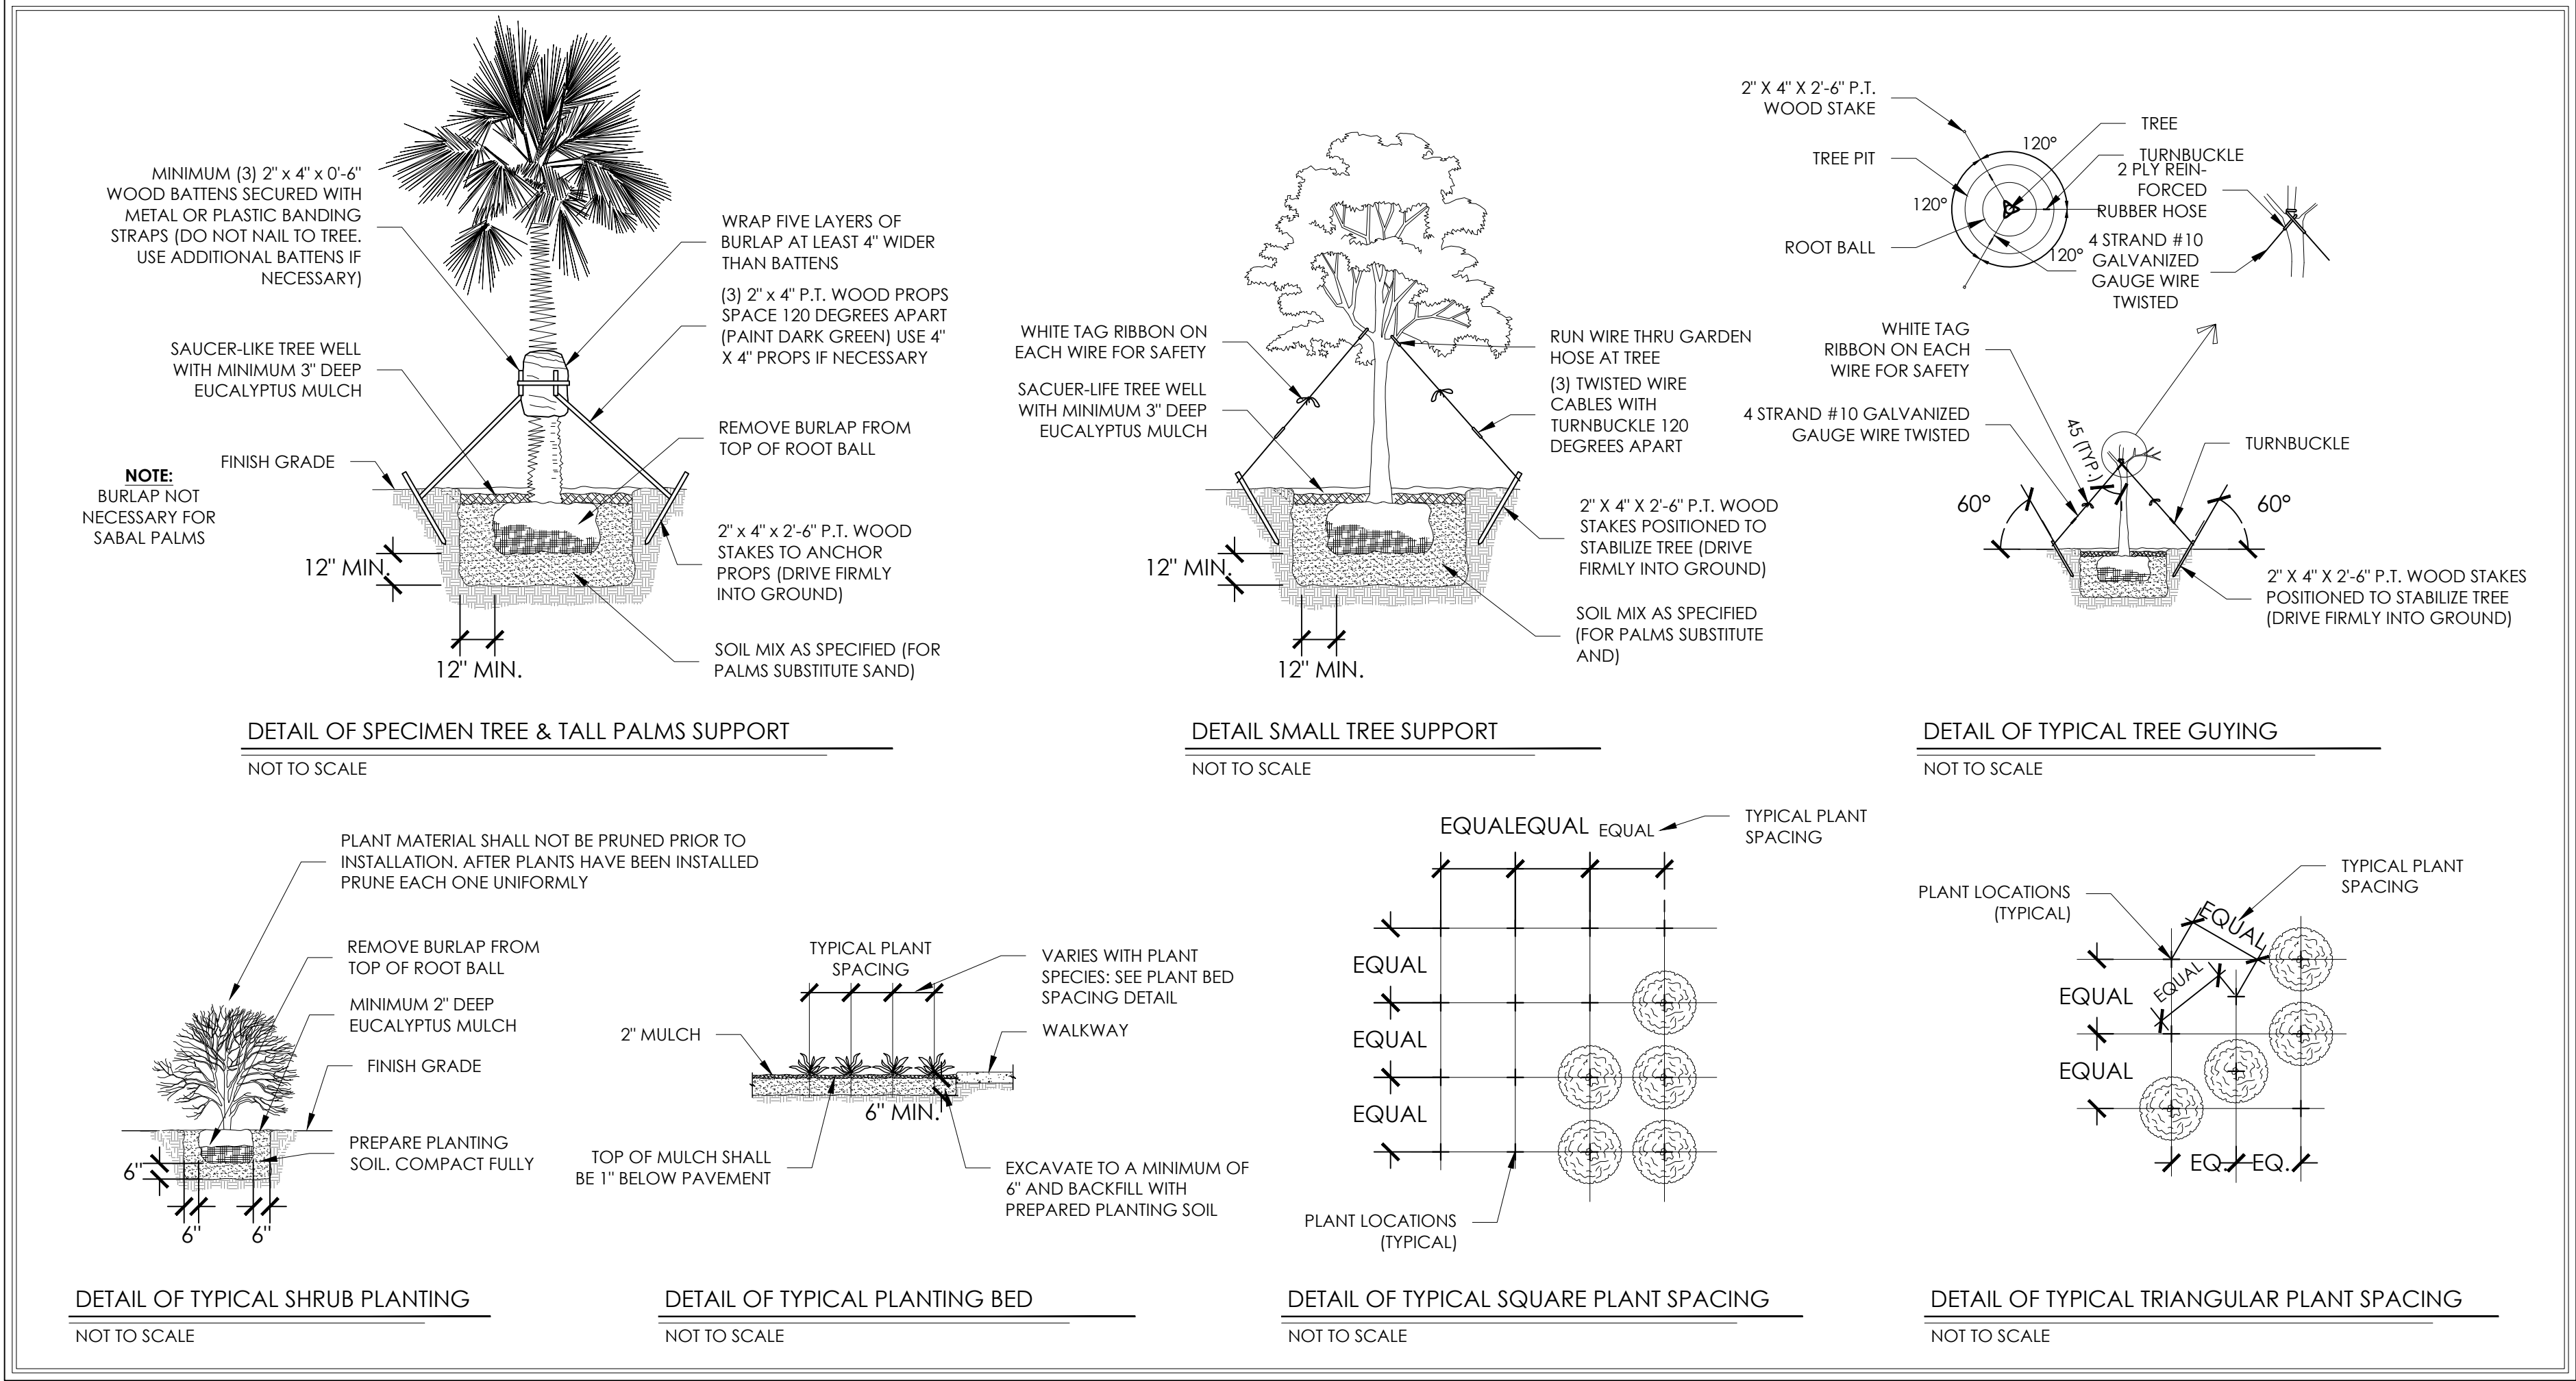 MINIMUM (3) 2" x 4" x 0'-6"
WOOD BATTENS SECURED WITH
METAL OR PLASTIC BANDING
STRAPS (DO NOT NAIL TO TREE.
USE ADDITIONAL BATTENS IF
NECESSARY)
SAUCER-LIKE TREE WELL
WITH MINIMUM 3" DEEP
EUCALYPTUS MULCH
FINISH GRADE
NOTE:
BURLAP NOT
NECESSARY FOR
SABAL PALMS
12" MIN.
12" MIN.
WRAP FIVE LAYERS OF
BURLAP AT LEAST 4" WIDER
THAN BATTENS
(3) 2" x 4" P.T. WOOD PROPS
SPACE 120 DEGREES APART
(PAINT DARK GREEN) USE 4"
X 4" PROPS IF NECESSARY
REMOVE BURLAP FROM
TOP OF ROOT BALL
2" x 4" x 2'-6" P.T. WOOD
STAKES TO ANCHOR
PROPS (DRIVE FIRMLY
INTO GROUND)
SOIL MIX AS SPECIFIED (FOR
PALMS SUBSTITUTE SAND)
DETAIL OF SPECIMEN TREE & TALL PALMS SUPPORT
NOT TO SCALE
WHITE TAG RIBBON ON
EACH WIRE FOR SAFETY
SACUER-LIFE TREE WELL
WITH MINIMUM 3" DEEP
EUCALYPTUS MULCH
12" MIN.
12" MIN.
RUN WIRE THRU GARDEN
HOSE AT TREE
(3) TWISTED WIRE
CABLES WITH
TURNBUCKLE 120
DEGREES APART
2" X 4" X 2'-6" P.T. WOOD
STAKES POSITIONED TO
STABILIZE TREE (DRIVE
FIRMLY INTO GROUND)
SOIL MIX AS SPECIFIED
(FOR PALMS SUBSTITUTE
AND)
DETAIL SMALL TREE SUPPORT
NOT TO SCALE
2" X 4" X 2'-6" P.T.
WOOD STAKE
TREE PIT
ROOT BALL
120°
120°
120°
TREE
TURNBUCKLE
2 PLY REIN-
FORCED
RUBBER HOSE
4 STRAND #10
GALVANIZED
GAUGE WIRE
TWISTED
WHITE TAG
RIBBON ON EACH
WIRE FOR SAFETY
4 STRAND #10 GALVANIZED
GAUGE WIRE TWISTED
45 (TYP.)
60°
60°
TURNBUCKLE
2" X 4" X 2'-6" P.T. WOOD STAKES
POSITIONED TO STABILIZE TREE
(DRIVE FIRMLY INTO GROUND)
DETAIL OF TYPICAL TREE GUYING
NOT TO SCALE
PLANT MATERIAL SHALL NOT BE PRUNED PRIOR TO
INSTALLATION. AFTER PLANTS HAVE BEEN INSTALLED
PRUNE EACH ONE UNIFORMLY
REMOVE BURLAP FROM
TOP OF ROOT BALL
MINIMUM 2" DEEP
EUCALYPTUS MULCH
FINISH GRADE
PREPARE PLANTING
SOIL. COMPACT FULLY
6"
6"
6"
DETAIL OF TYPICAL SHRUB PLANTING
NOT TO SCALE
TYPICAL PLANT
SPACING
2" MULCH
VARIES WITH PLANT
SPECIES: SEE PLANT BED
SPACING DETAIL
WALKWAY
6" MIN.
TOP OF MULCH SHALL
BE 1" BELOW PAVEMENT
EXCAVATE TO A MINIMUM OF
6" AND BACKFILL WITH
PREPARED PLANTING SOIL
DETAIL OF TYPICAL PLANTING BED
NOT TO SCALE
EQUAL
EQUAL
EQUAL
TYPICAL PLANT
SPACING
EQUAL
EQUAL
EQUAL
PLANT LOCATIONS
(TYPICAL)
DETAIL OF TYPICAL SQUARE PLANT SPACING
NOT TO SCALE
TYPICAL PLANT
SPACING
PLANT LOCATIONS
(TYPICAL)
EQUAL
EQUAL
EQUAL
EQUAL
EQ.
EQ.
DETAIL OF TYPICAL TRIANGULAR PLANT SPACING
NOT TO SCALE